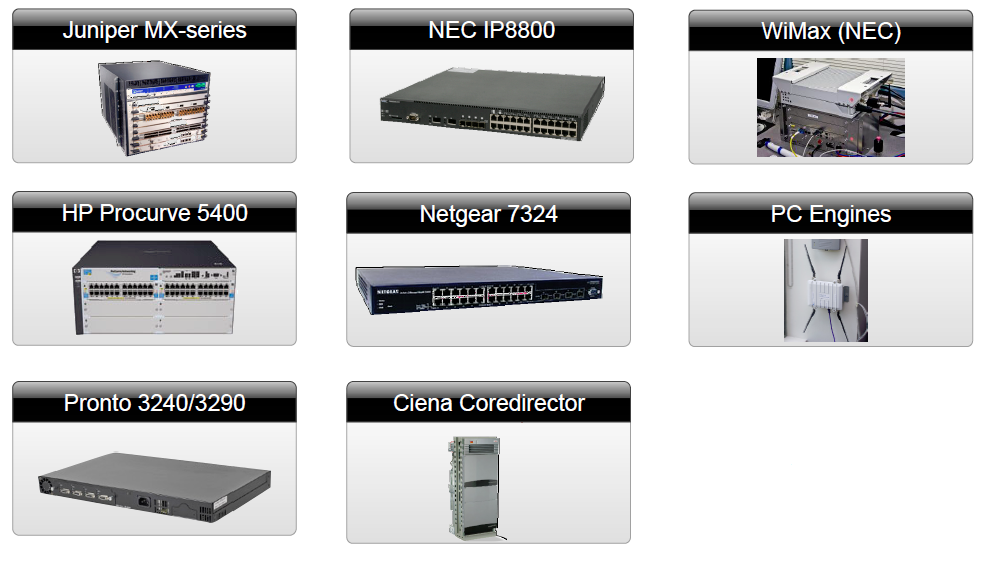 Juniper MX-series
NEC IP8800
WiMax (NEC)
HP Procurve 5400
Netgear 7324
PC Engines
NETGEAR
Pronto 3240/3290
Ciena Coredirector